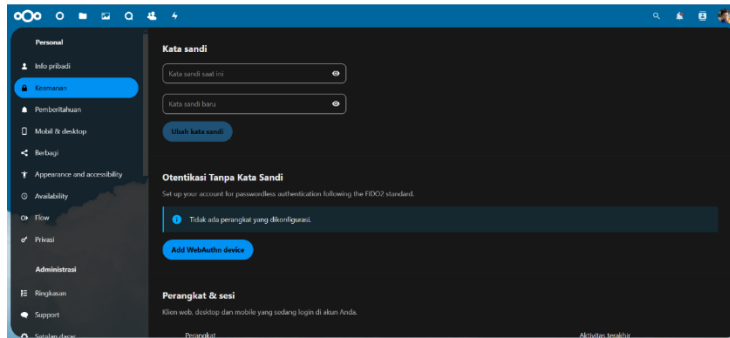 Personal
Info pribadi
Keamanan
Pemberitahuan
Mobil & desktop
Berbagi
Appearance and accessibility
Availability
Flow
Privasi
Administrasi
Ringkasan
Support
Setelan dasar
Kata sandi
Kata sandi saat ini
Kata sandi baru
Ubah kata sandi
Otentikasi Tanpa Kata Sandi
Set up your account for passwordless authentication following the FIDO2 standard.
Tidak ada perangkat yang dikonfigurasi.
Add WebAuthn device
Perangkat & sesi
Klien web, desktop dan mobile yang sedang login di akun Anda.
Perangkat
Aktivitas terakhir